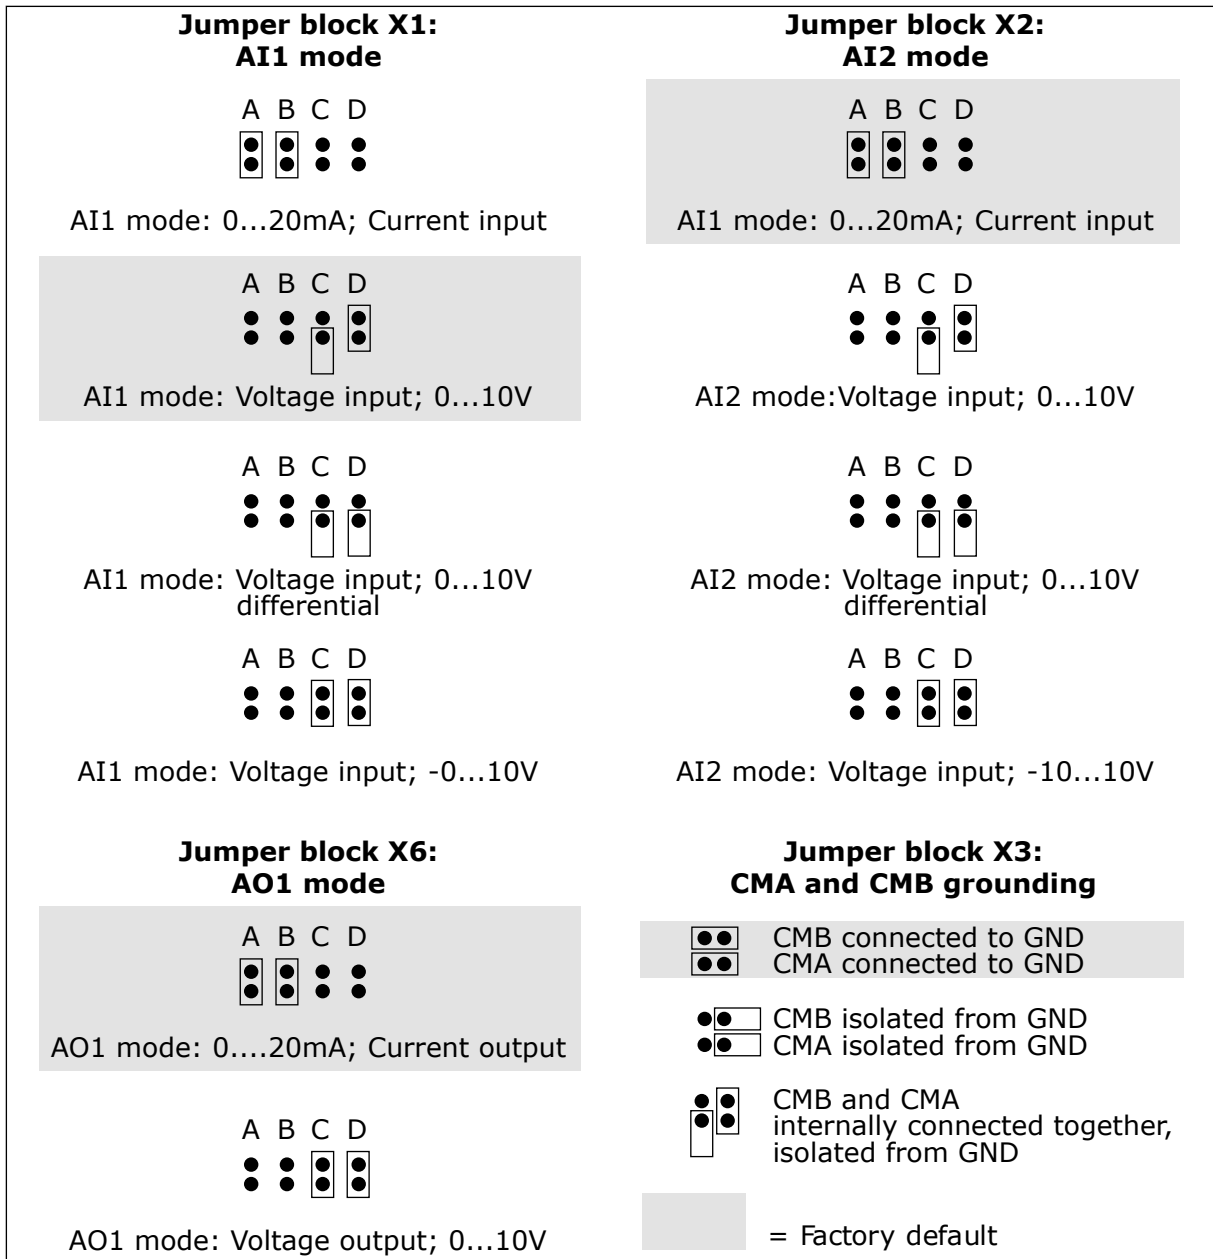 Jumper block X1:
AI1 mode
A B C D
AI1 mode: 0...20mA; Current input
A B C D
AI1 mode: Voltage input; 0...10V
A B C D
AI1 mode: Voltage input; 0...10V
differential
A B C D
AI1 mode: Voltage input; -0...10V
Jumper block X2:
AI2 mode
A B C D
AI1 mode: 0...20mA; Current input
A B C D
AI2 mode:Voltage input; 0...10V
A B C D
AI2 mode: Voltage input; 0...10V
differential
A B C D
AI2 mode: Voltage input; -10...10V
Jumper block X6:
AO1 mode
A B C D
AO1 mode: 0....20mA; Current output
A B C D
AO1 mode: Voltage output; 0...10V
Jumper block X3:
CMA and CMB grounding
CMB connected to GND
CMA connected to GND
CMB isolated from GND
CMA isolated from GND
CMB and CMA
internally connected together,
isolated from GND
= Factory default